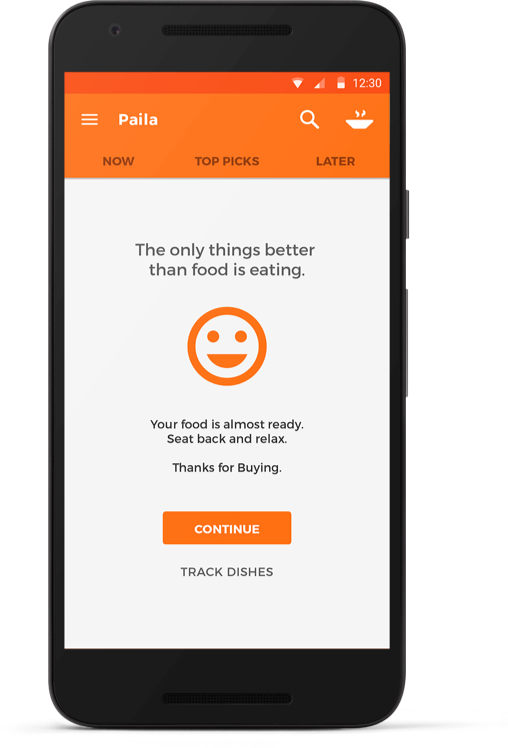 12:30
Paila
NOW TOP PICKS LATER
The only things better
than food is eating.
Your food is almost ready.
Seat back and relax.
Thanks for Buying.
CONTINUE
TRACK DISHES